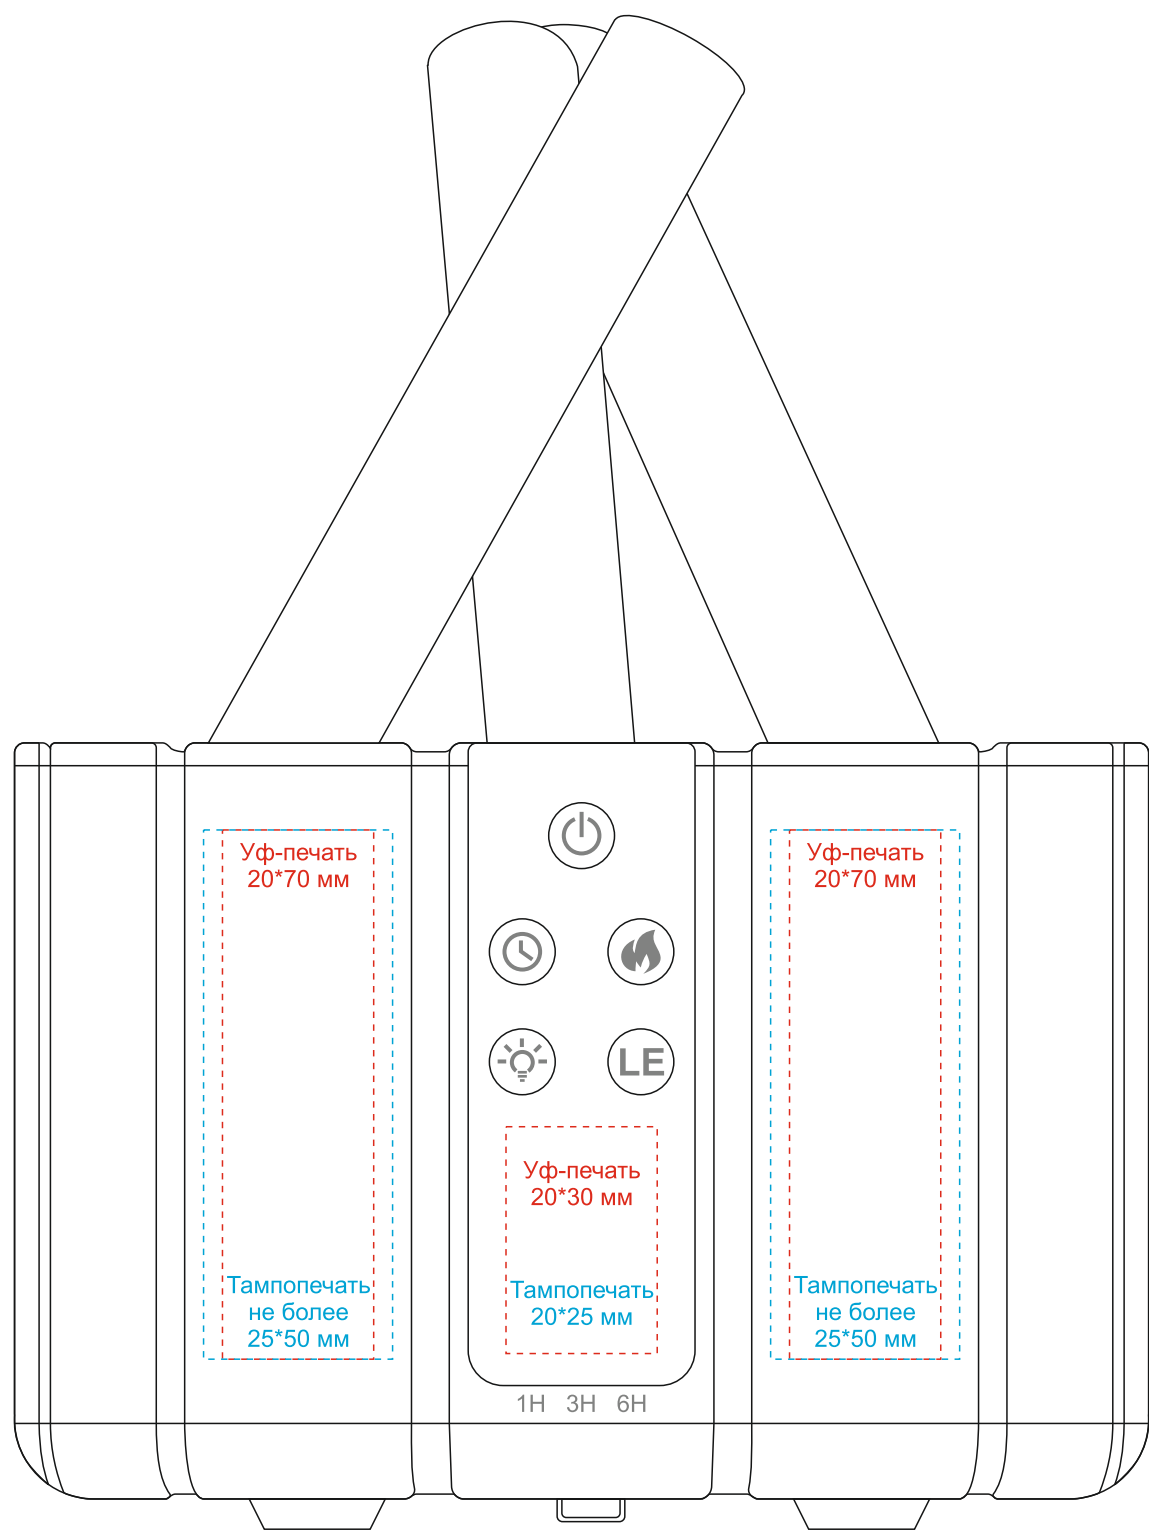 Уф-печать
20*70 мм
Уф-печать
20*70 мм
LE
Уф-печать
20*30 мм
Тампопечать
не более
25*50 мм
Тампопечать
20*25 мм
Тампопечать
не более
25*50 мм
1H 3H 6H